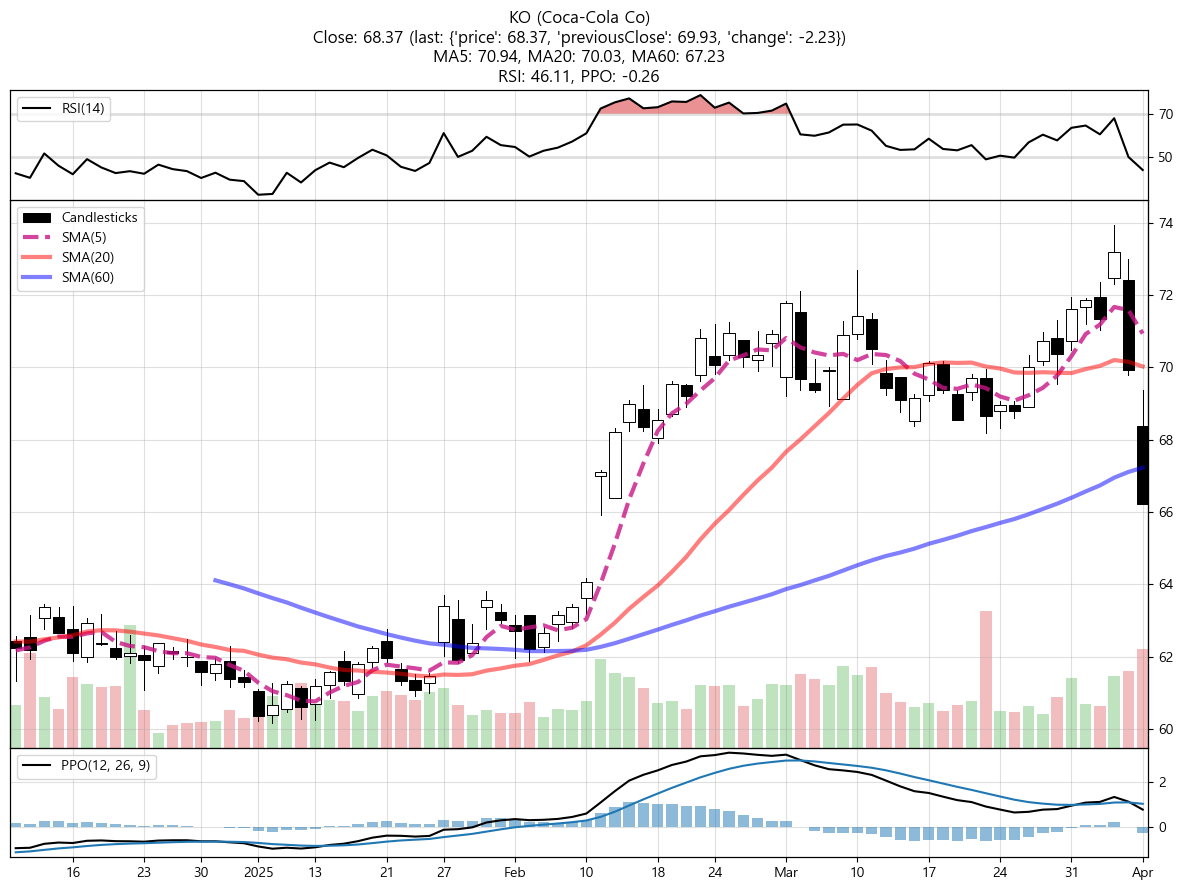 KO (Coca-Cola Co)
Close: 68.37 (last: {'price': 68.37, 'previousClose': 69.93, 'change': -2.23})
MA5: 70.94, MA20: 70.03, MA60: 67.23
RSI: 46.11, PPO: -0.26
RSI(14)
70
50
Candlesticks
SMA(5)
SMA(20)
SMA(60)
74
72
70
68
66
64
62
60
PPO(12, 26, 9)
2
0
16 23 30 2025 13 21 27 Feb 10 18 24 Mar 10 17 24 31 Apr